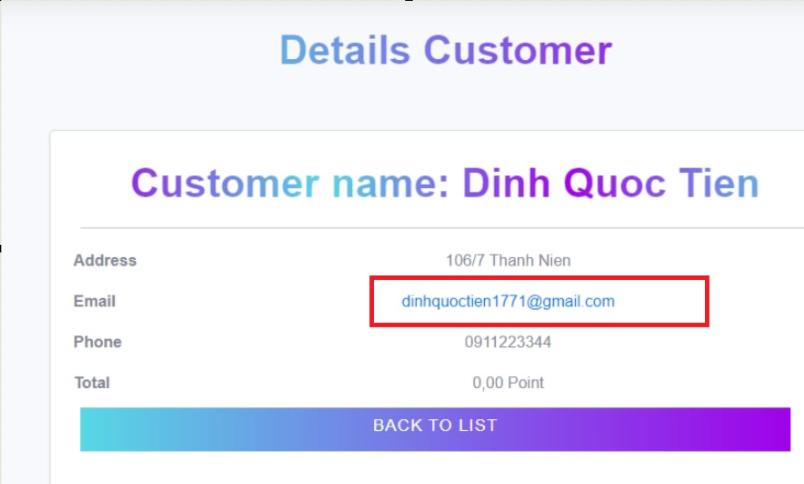 Details Customer
Customer name: Dinh Quoc Tien
Address 106/7 Thanh Nien
Email dinhquoctien1771@gmail.com
Phone 0911223344
Total 0,00 Point
BACK TO LIST